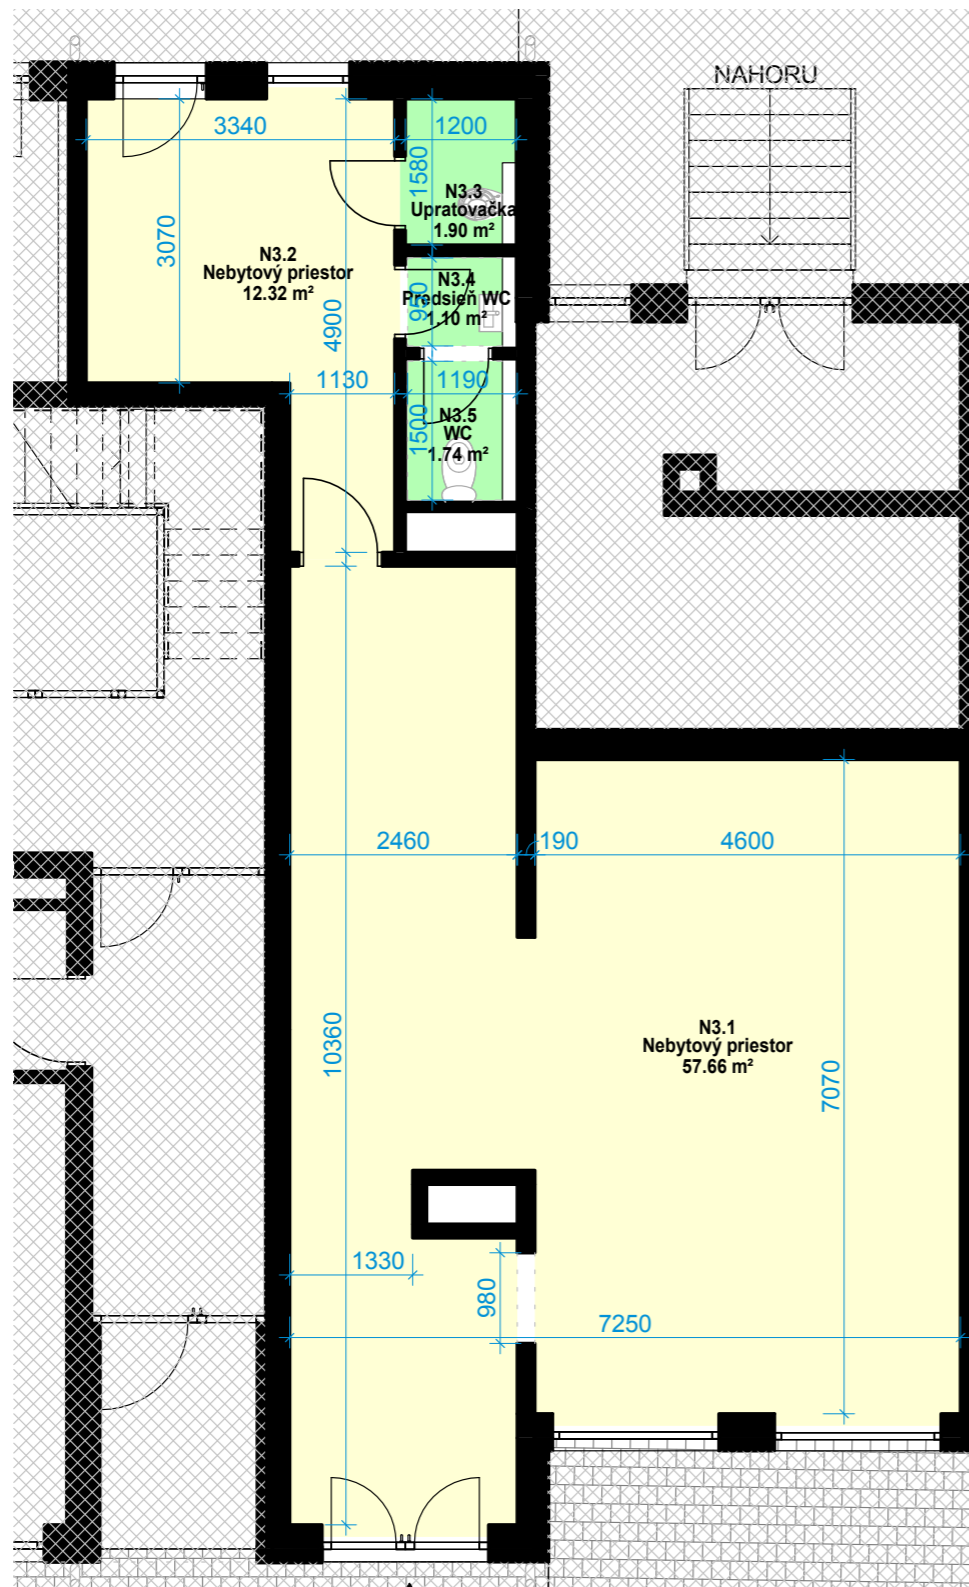 NAHORU
3340
1200
1580
N3.3
Upratovačka
1.90 m²
3070
N3.2
Nebytový priestor
12.32 m²
4900
N3.4
Predsieň WC
1.10 m²
950
1130
1190
1500
N3.5
WC
1.74 m²
2460
190
4600
10360
N3.1
Nebytový priestor
57.66 m²
7070
1330
980
7250